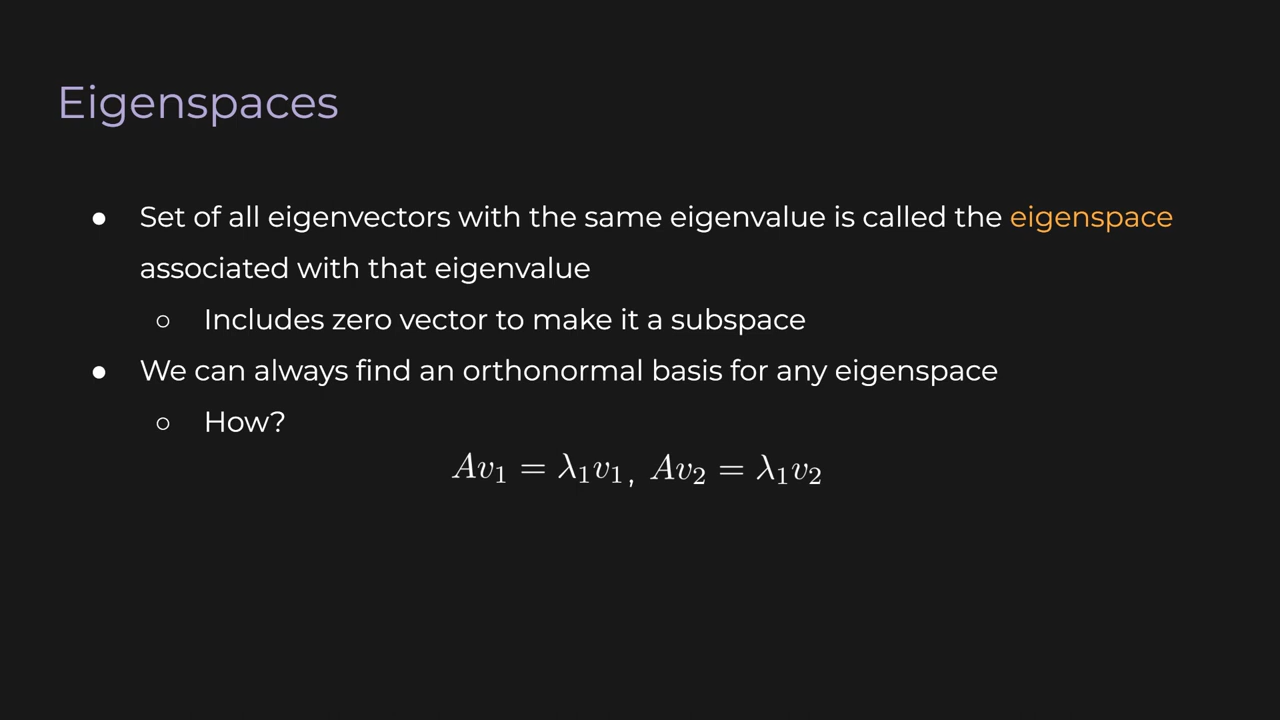 Eigenspaces
● Set of all eigenvectors with the same eigenvalue is called the eigenspace
associated with that eigenvalue
○ Includes zero vector to make it a subspace
● We can always find an orthonormal basis for any eigenspace
○ How?
Av₁ = λ₁v₁, Av₂ = λ₁v₂